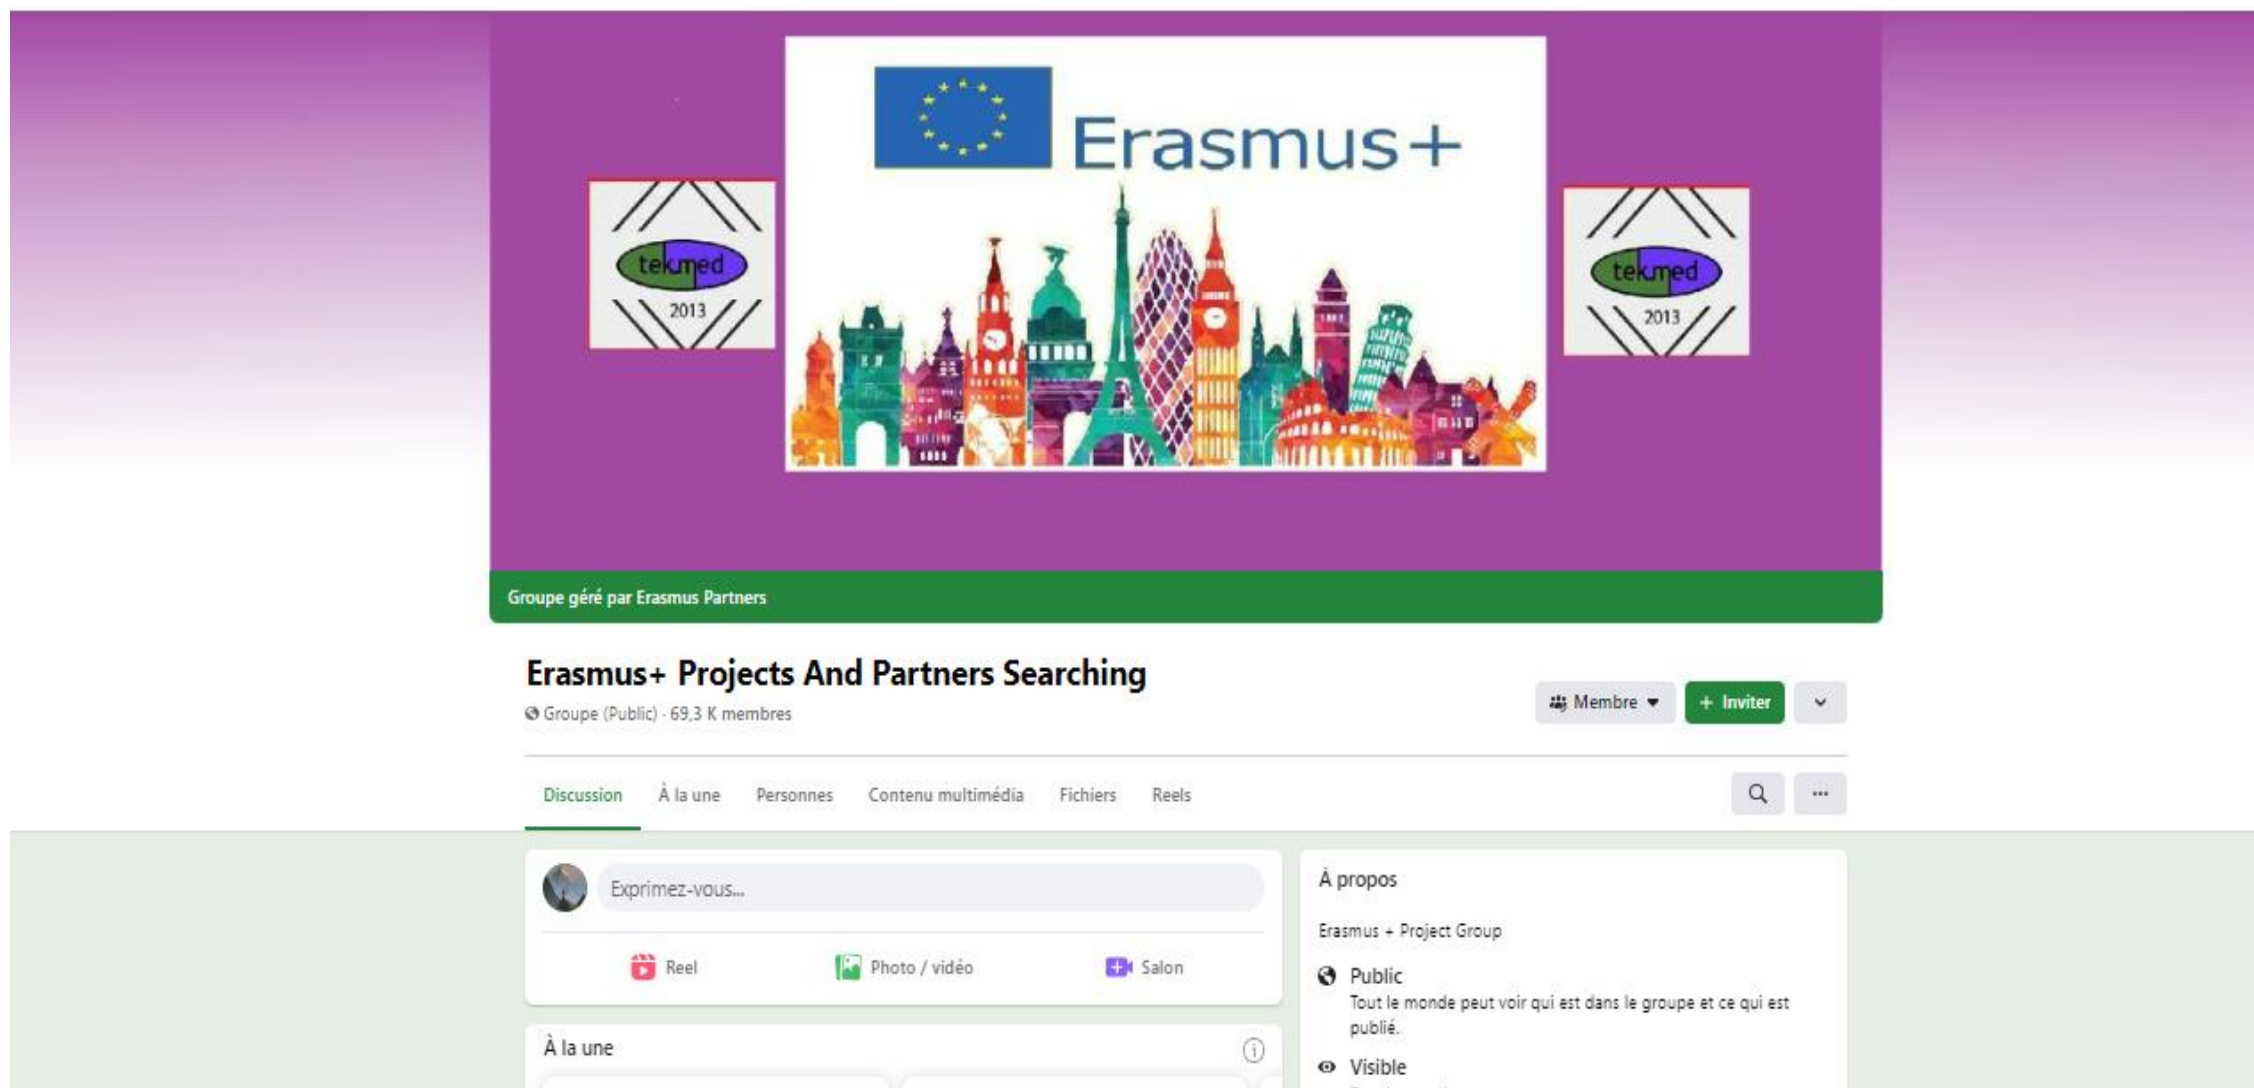 Erasmus+
tekmed
2013
tekmed
2013
Groupe géré par Erasmus Partners
Erasmus+ Projects And Partners Searching
Groupe (Public) · 69,3 K membres
Membre
+ Inviter
Discussion
À la une
Personnes
Contenu multimédia
Fichiers
Reels
Exprimez-vous...
Reel
Photo / vidéo
Salon
À la une
À propos
Erasmus + Project Group
Public
Tout le monde peut voir qui est dans le groupe et ce qui est
publié.
Visible